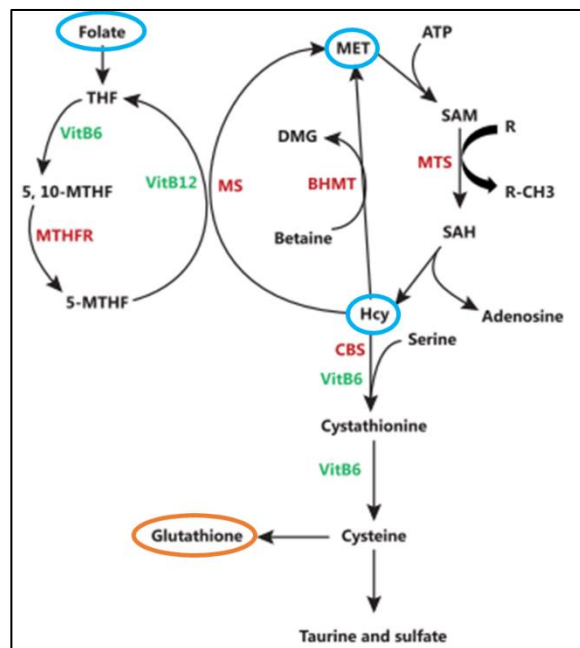 Folate
MET
ATP
THF
SAM
R
VitB6
DMG
VitB12
MS
BHMT
MTS
5, 10-MTHF
R-CH3
MTHFR
Betaine
SAH
5-MTHF
Hcy
Adenosine
CBS
Serine
VitB6
Cystathionine
VitB6
Glutathione
Cysteine
Taurine and sulfate